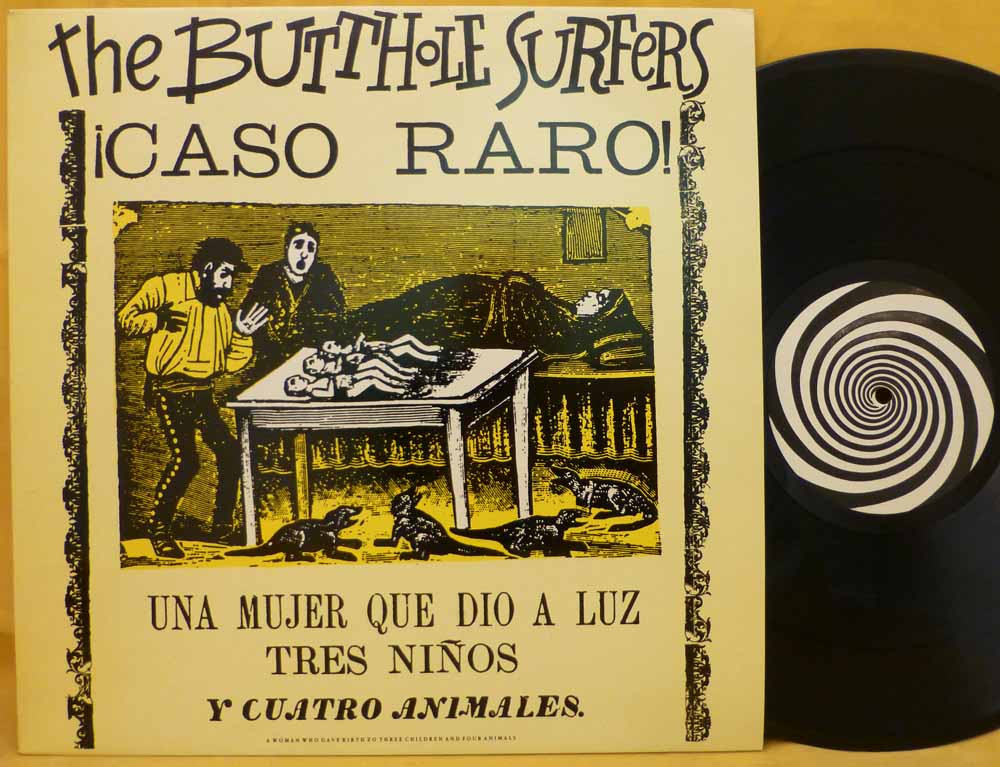 the BUTTHOLE SURFERS
¡CASO RARO!
UNA MUJER QUE DIO A LUZ
TRES NIÑOS
Y CUATRO ANIMALES.
A WOMAN WHO GAVE BIRTH TO THREE CHILDREN AND FOUR ANIMALS